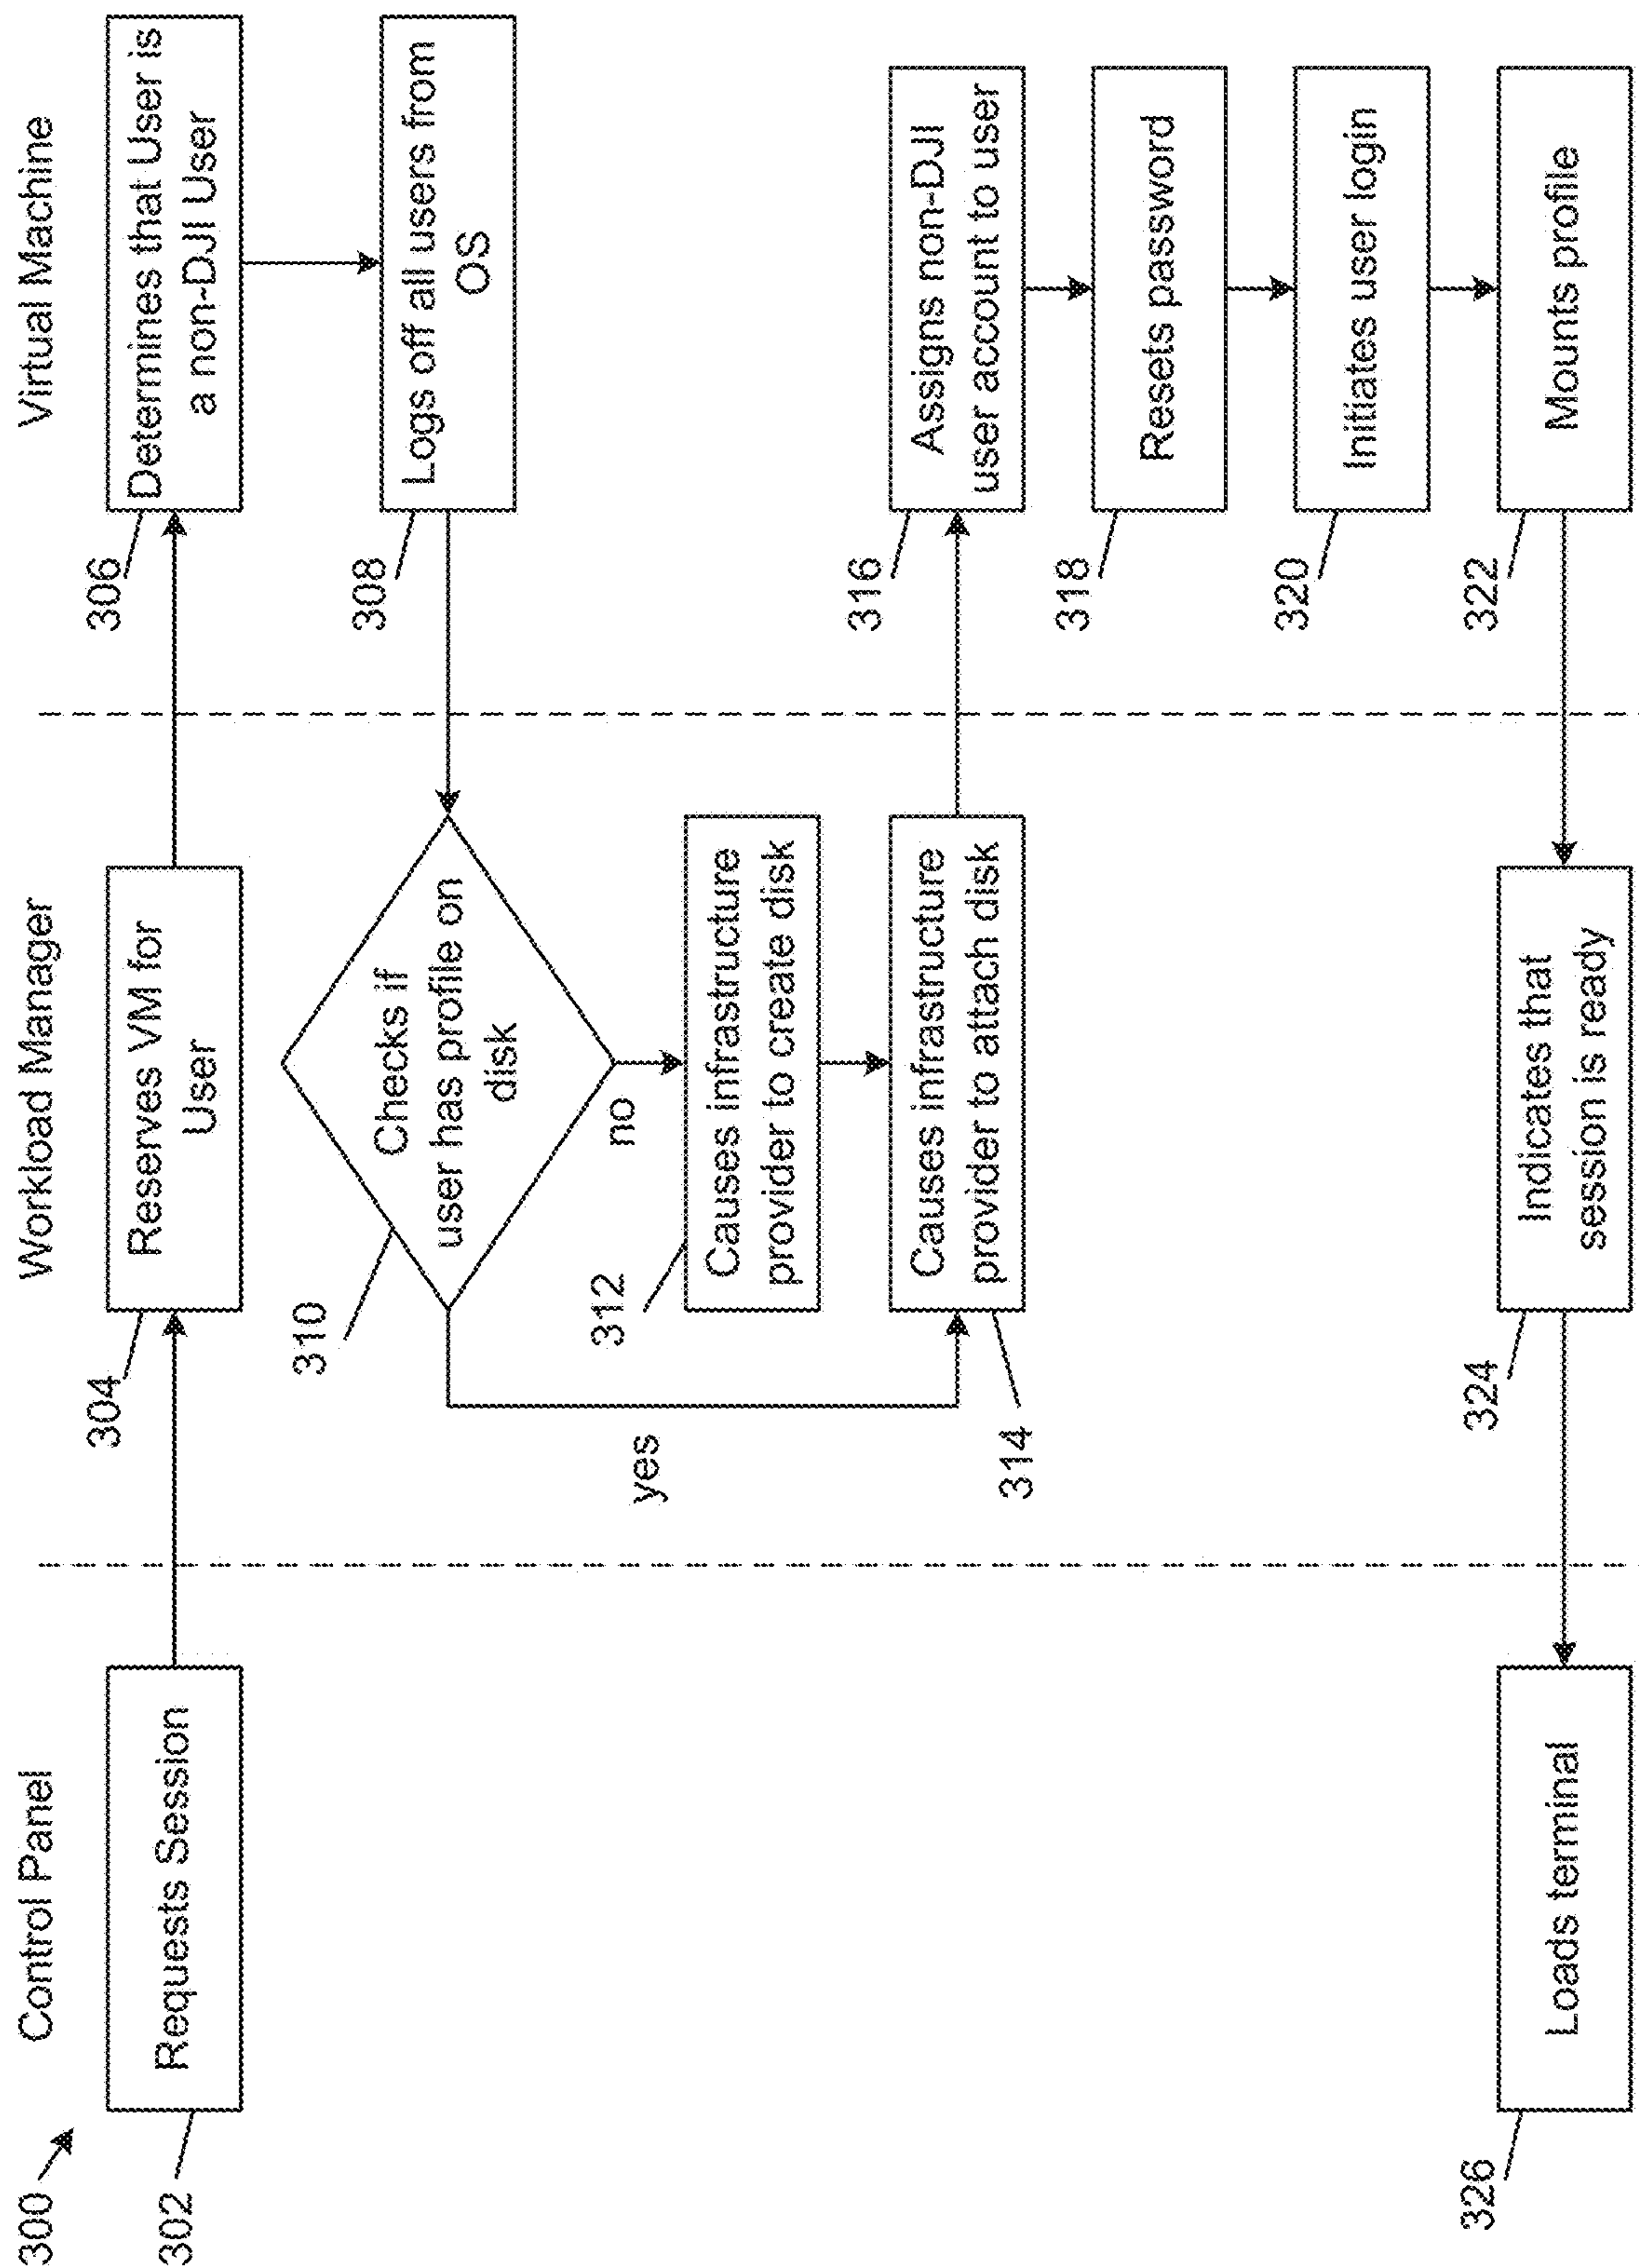 300
Control Panel
Workload Manager
Virtual Machine
302
Requests Session
304
Reserves VM for
User
306
Determines that User is
a non-DJI User
308
Logs off all users from
OS
310
Checks if
user has profile on
disk
yes
no
312
Causes infrastructure
provider to create disk
314
Causes infrastructure
provider to attach disk
316
Assigns non-DJI
user account to user
318
Resets password
320
Initiates user login
322
Mounts profile
324
Indicates that
session is ready
326
Loads terminal